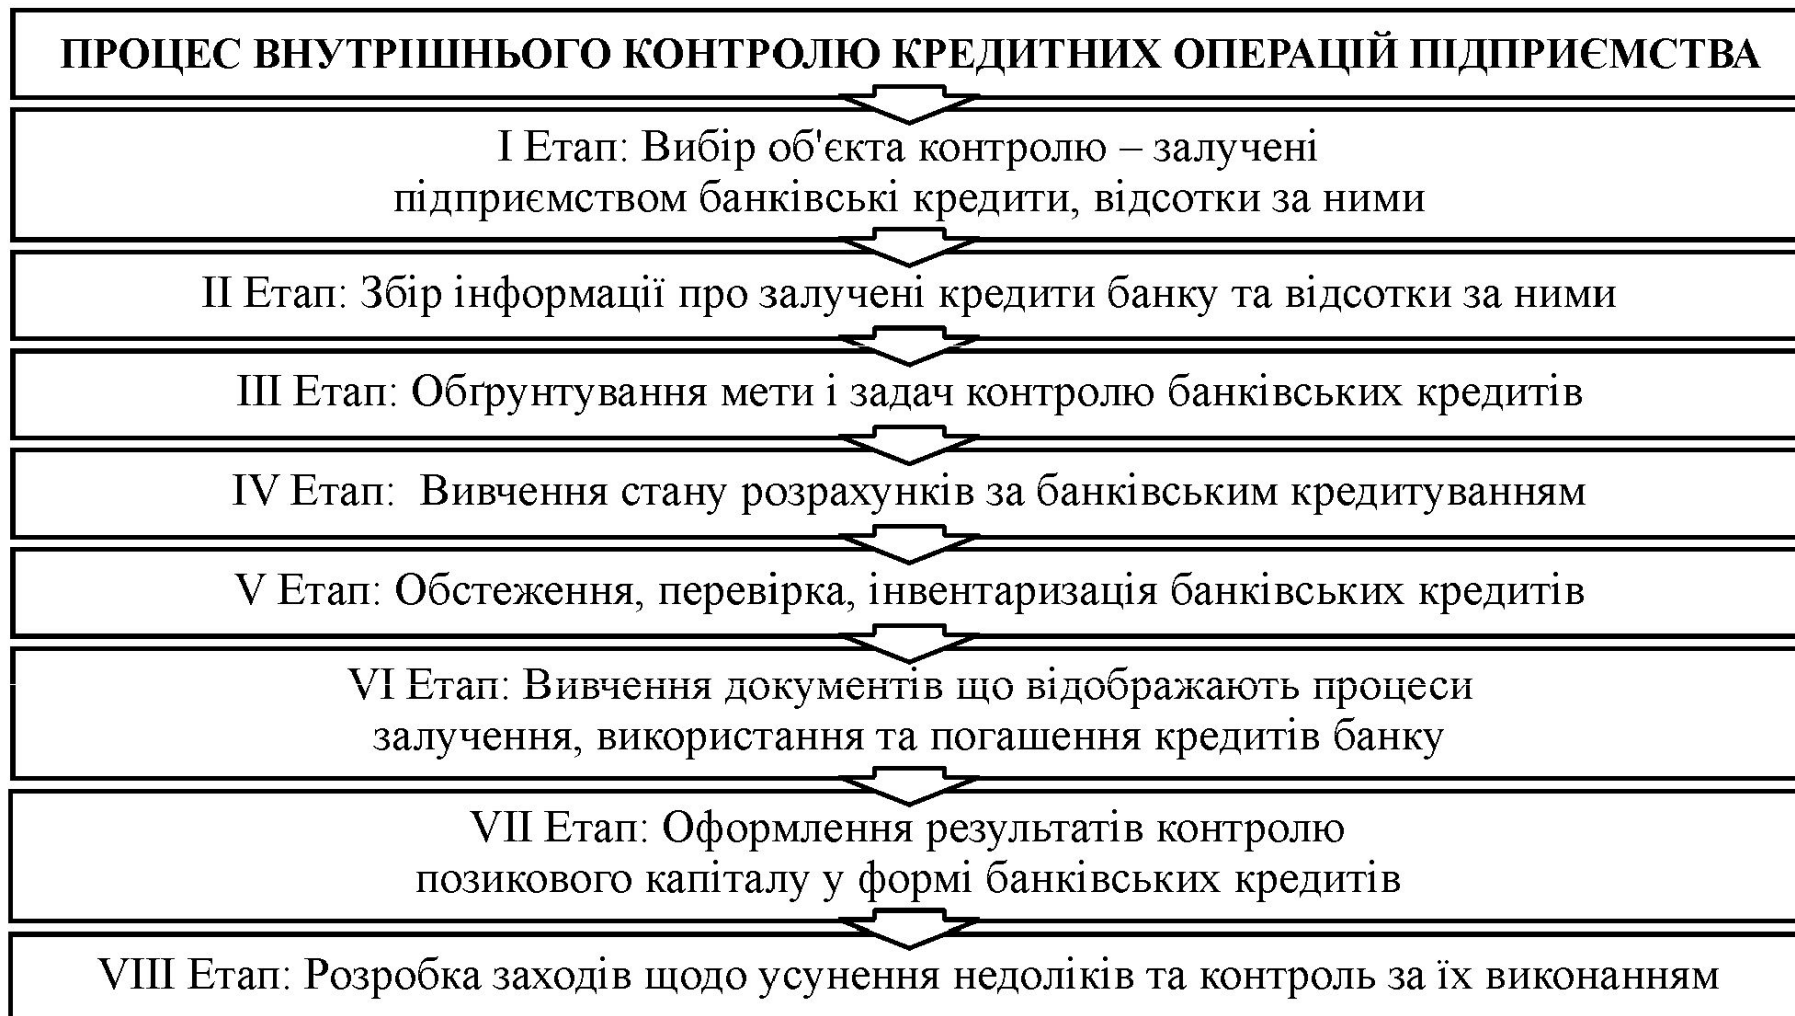 ПРОЦЕС ВНУТРІШНЬОГО КОНТРОЛЮ КРЕДИТНИХ ОПЕРАЦІЙ ПІДПРИЄМСТВА
І Етап: Вибір об'єкта контролю – залучені
підприємством банківські кредити, відсотки за ними
ІІ Етап: Збір інформації про залучені кредити банку та відсотки за ними
ІІІ Етап: Обґрунтування мети і задач контролю банківських кредитів
IV Етап:  Вивчення стану розрахунків за банківським кредитуванням
V Етап: Обстеження, перевірка, інвентаризація банківських кредитів
VI Етап: Вивчення документів що відображають процеси
залучення, використання та погашення кредитів банку
VII Етап: Оформлення результатів контролю
позикового капіталу у формі банківських кредитів
VIII Етап: Розробка заходів щодо усунення недоліків та контроль за їх виконанням